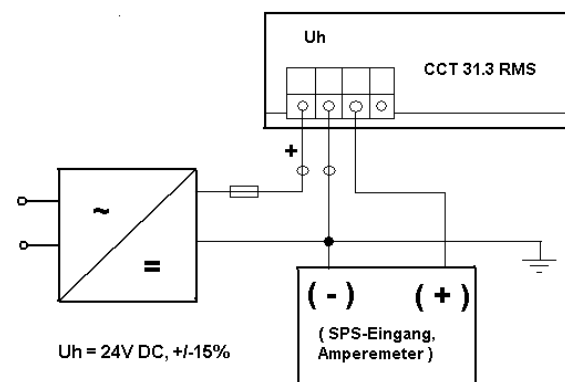 Uh
CCT 31.3 RMS
+
~
=
( - ) ( + )
( SPS-Eingang,
Amperemeter )
Uh = 24V DC, +/-15%